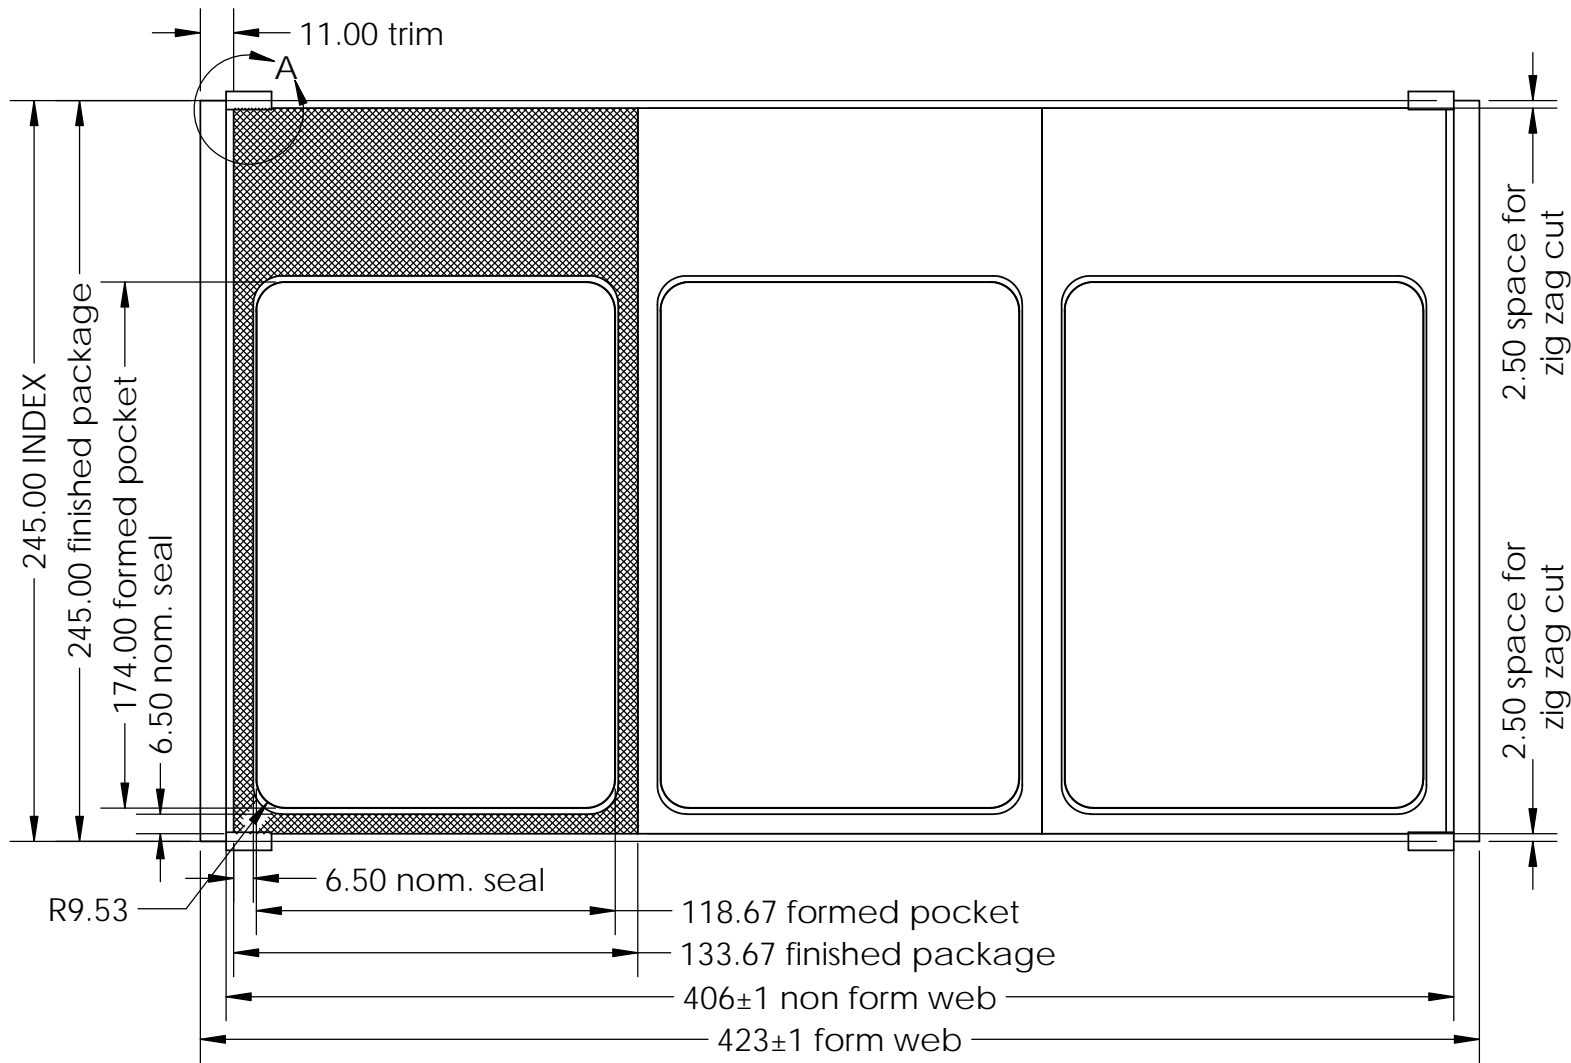 11.00 trim
A
245.00 INDEX
245.00 finished package
174.00 formed pocket
6.50 nom. seal
2.50 space for
zig zag cut
2.50 space for
zig zag cut
6.50 nom. seal
R9.53
118.67 formed pocket
133.67 finished package
406±1 non form web
423±1 form web